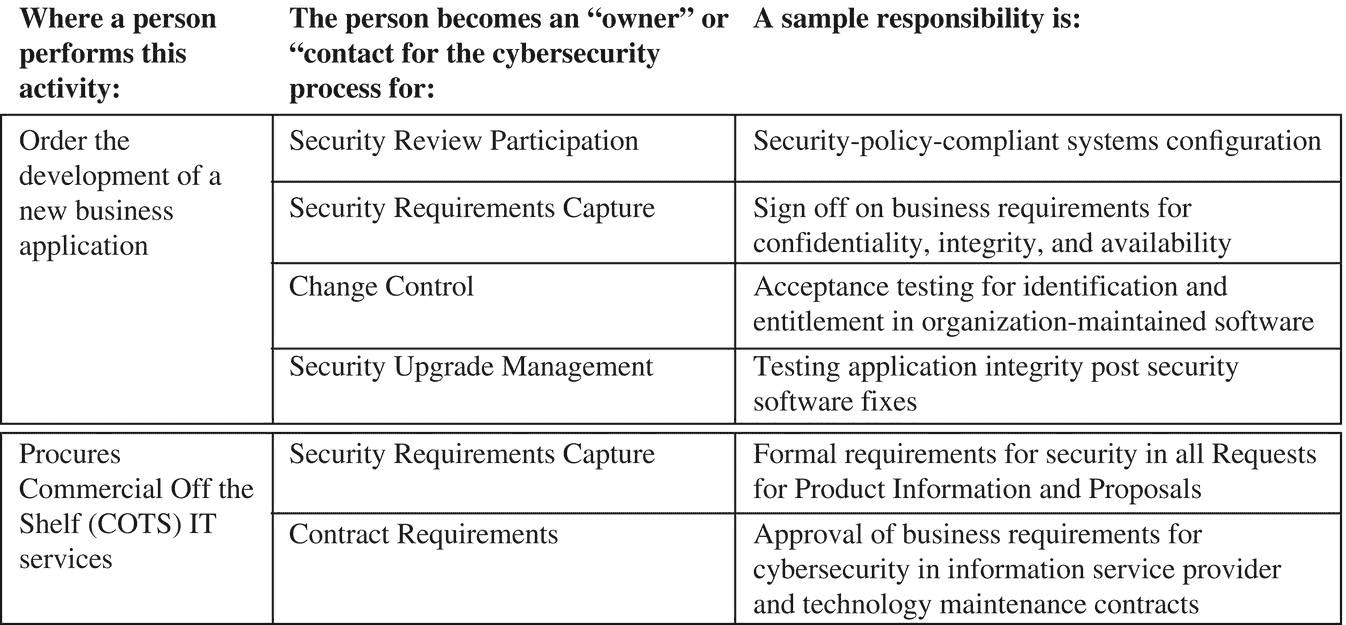 Where a person
performs this
activity:
The person becomes an “owner” or
“contact for the cybersecurity
process for:
A sample responsibility is:
Order the
development of a
new business
application
Security Review Participation
Security-policy-compliant systems configuration
Security Requirements Capture
Sign off on business requirements for
confidentiality, integrity, and availability
Change Control
Acceptance testing for identification and
entitlement in organization-maintained software
Security Upgrade Management
Testing application integrity post security
software fixes
Procures
Commercial Off the
Shelf (COTS) IT
services
Security Requirements Capture
Formal requirements for security in all Requests
for Product Information and Proposals
Contract Requirements
Approval of business requirements for
cybersecurity in information service provider
and technology maintenance contracts